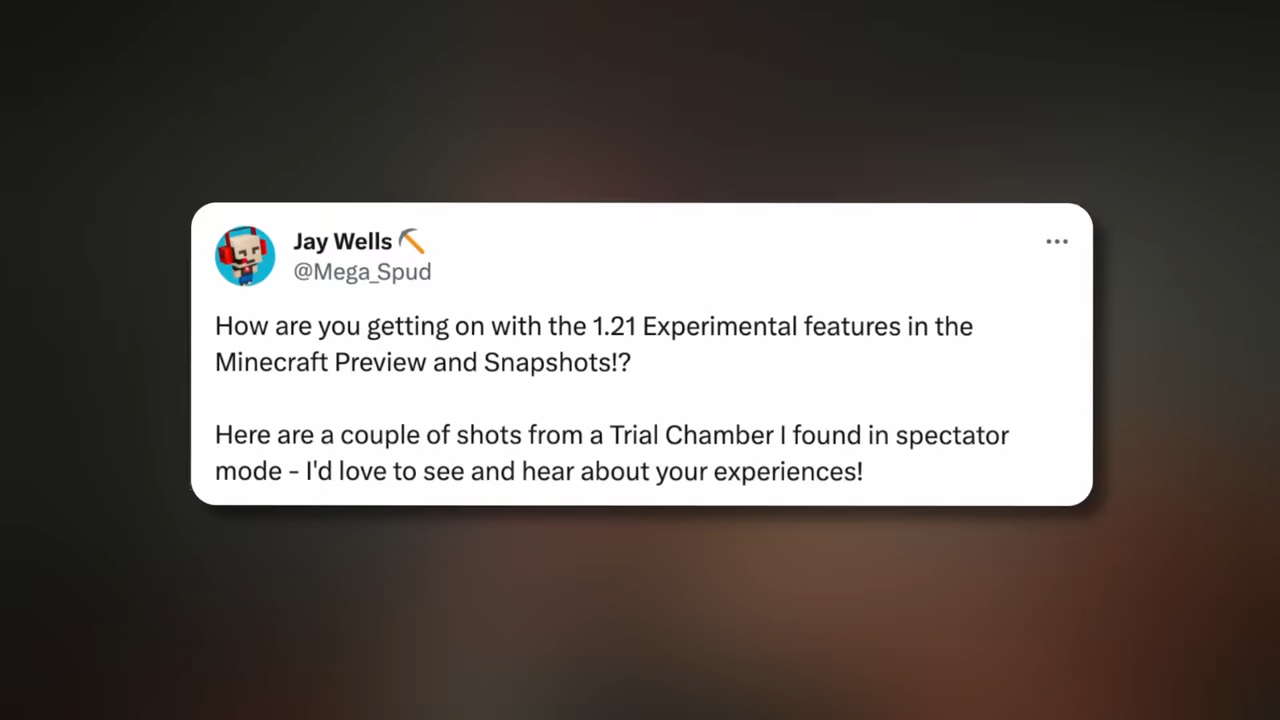 Jay Wells ⛏️
@Mega_Spud
How are you getting on with the 1.21 Experimental features in the
Minecraft Preview and Snapshots!?
Here are a couple of shots from a Trial Chamber I found in spectator
mode - I'd love to see and hear about your experiences!